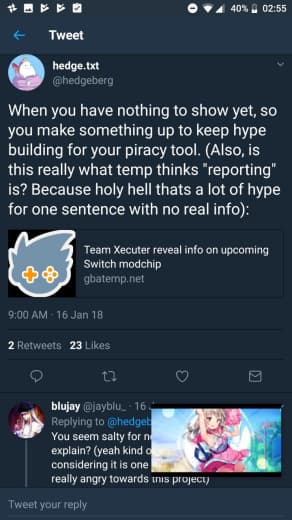 40% 02:55
Tweet
hedge.txt
@hedgeberg
When you have nothing to show yet, so
you make something up to keep hype
building for your piracy tool. (Also, is
this really what temp thinks "reporting"
is? Because holy hell thats a lot of hype
for one sentence with no real info):
Team Xecuter reveal info on upcoming
Switch modchip
gbatemp.net
9:00 AM · 16 Jan 18
2 Retweets 23 Likes
blujay @jayblu_ · 16
Replying to @hedgeb
You seem salty for
explain? (yeah kind o
considering it is one
really angry towards this project)
Tweet your reply